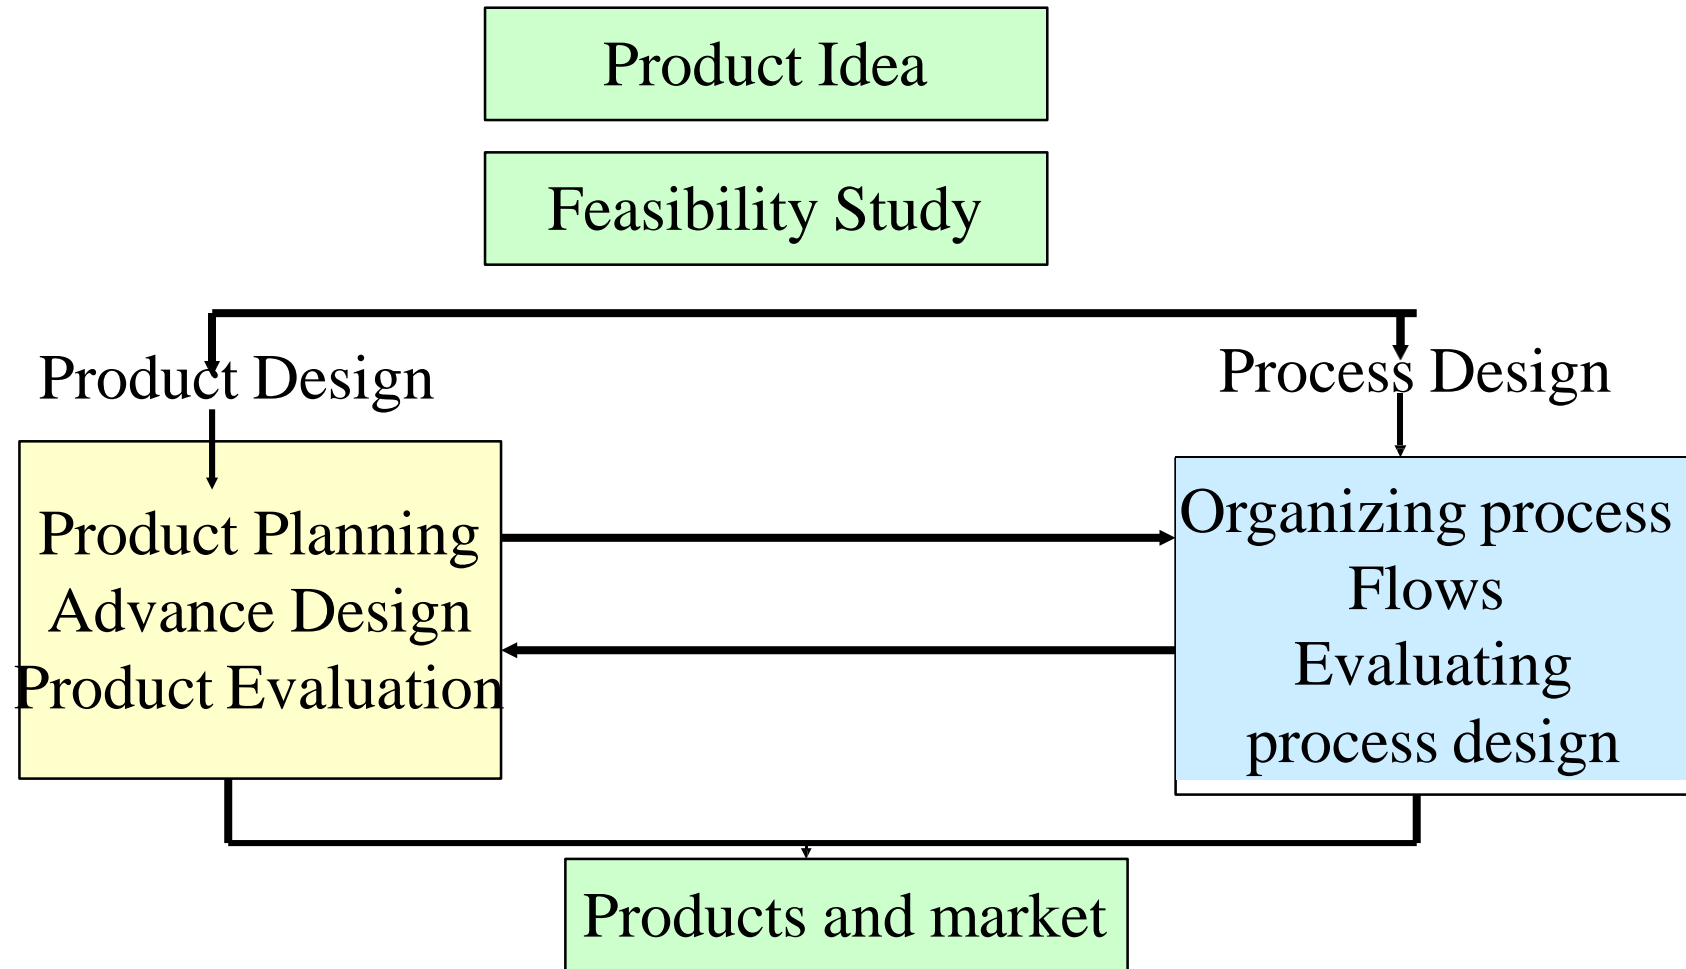 Product Idea
Feasibility Study
Product Design
Process Design
Product Planning
Advance Design
Product Evaluation
Organizing process
Flows
Evaluating
process design
Products and market